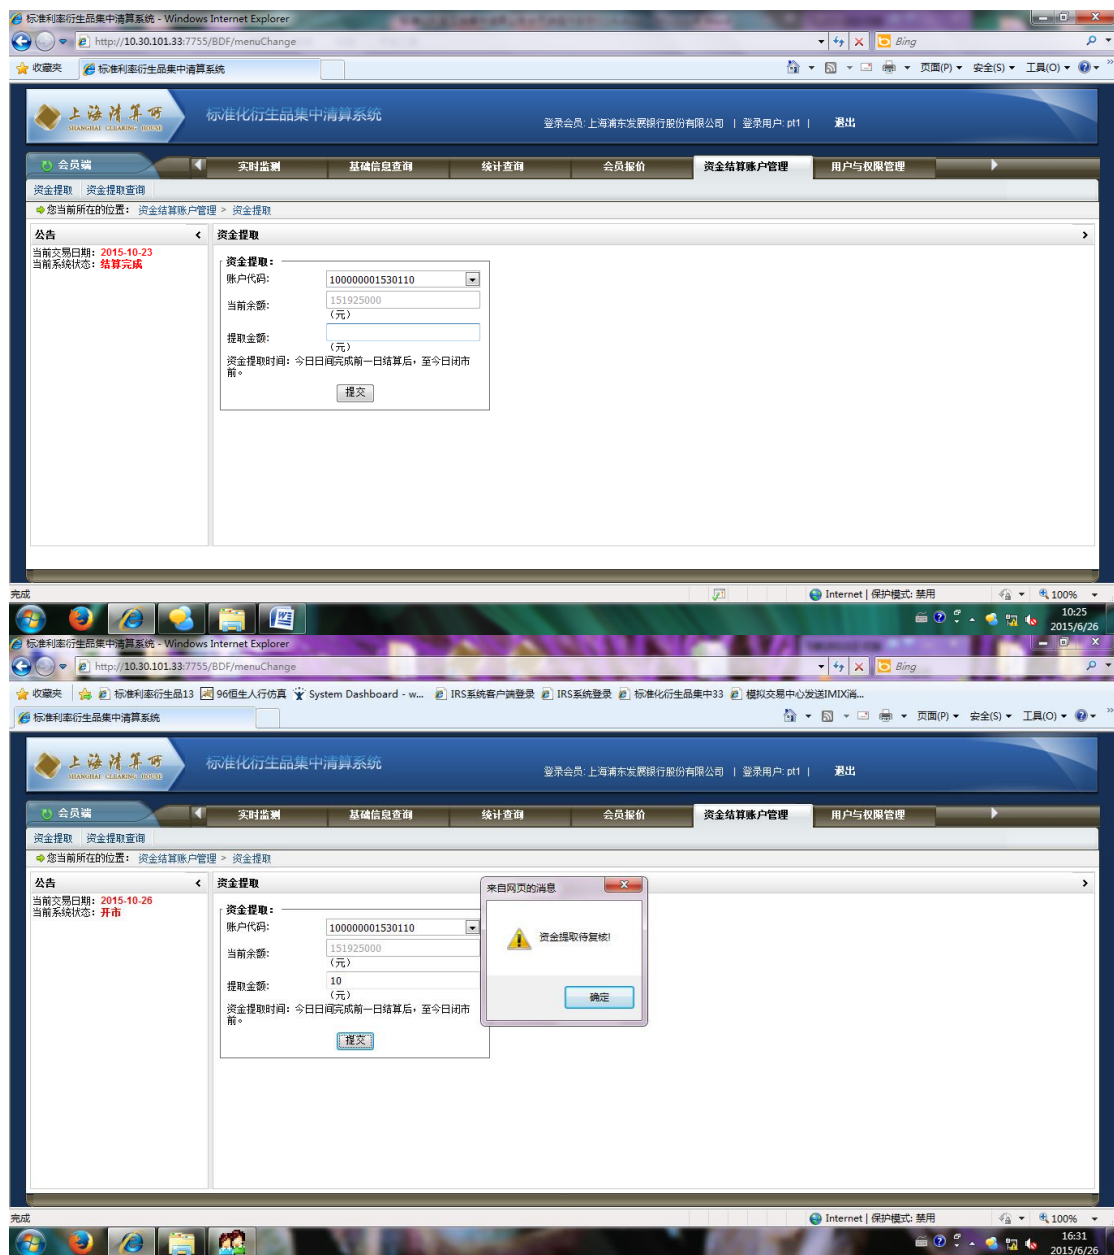 标准利率衍生品集中清算系统 - Windows Internet Explorer
http://10.30.101.33:7755/BDF/menuChange
Bing
收藏夹 标准利率衍生品集中清算系统
页面(P) 安全(S) 工具(O)
上海清算所
SHANGHAI CLEARING HOUSE
标准化衍生品集中清算系统
登录会员: 上海浦东发展银行股份有限公司 | 登录用户: pt1 | 退出
会员端 实时监测 基础信息查询 统计查询 会员报价 资金结算账户管理 用户与权限管理
资金提取 资金提取查询
您当前所在的位置: 资金结算账户管理 > 资金提取
公告
当前交易日期: 2015-10-23
当前系统状态: 结算完成
资金提取
资金提取:
账户代码: 100000001530110
当前余额: 151925000
(元)
提取金额:
(元)
资金提取时间: 今日日间完成前一日结算后, 至今日闭市
前。
提交
完成 Internet | 保护模式: 禁用 100%
10:25
2015/6/26
标准利率衍生品集中清算系统 - Windows Internet Explorer
http://10.30.101.33:7755/BDF/menuChange
Bing
收藏夹 标准利率衍生品13 96恒生人行仿真 System Dashboard - w... IRS系统客户端登录 IRS系统登录 标准化衍生品集中33 模拟交易中心发送IMIX消...
标准利率衍生品集中清算系统
页面(P) 安全(S) 工具(O)
上海清算所
SHANGHAI CLEARING HOUSE
标准化衍生品集中清算系统
登录会员: 上海浦东发展银行股份有限公司 | 登录用户: pt1 | 退出
会员端 实时监测 基础信息查询 统计查询 会员报价 资金结算账户管理 用户与权限管理
资金提取 资金提取查询
您当前所在的位置: 资金结算账户管理 > 资金提取
公告
当前交易日期: 2015-10-26
当前系统状态: 开市
资金提取
资金提取:
账户代码: 100000001530110
当前余额: 151925000
(元)
提取金额: 10
(元)
资金提取时间: 今日日间完成前一日结算后, 至今日闭市
前。
提交
来自网页的消息
资金提取待复核!
确定
完成 Internet | 保护模式: 禁用 100%
16:31
2015/6/26